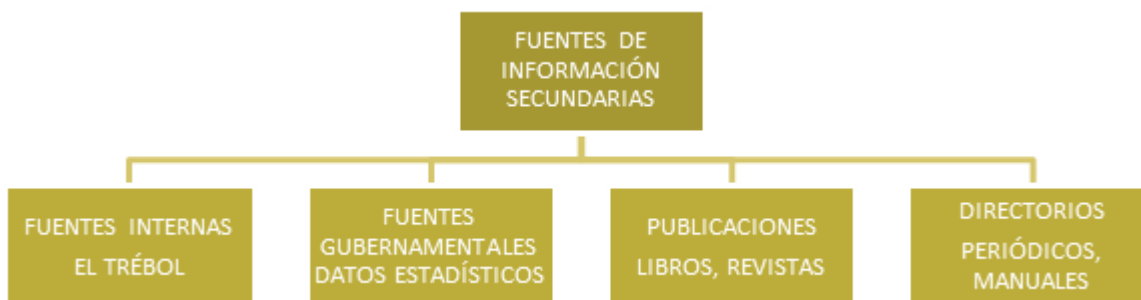 FUENTES DE
INFORMACIÓN
SECUNDARIAS
FUENTES INTERNAS
EL TRÉBOL
FUENTES
GUBERNAMENTALES
DATOS ESTADÍSTICOS
PUBLICACIONES
LIBROS, REVISTAS
DIRECTORIOS
PERIÓDICOS,
MANUALES